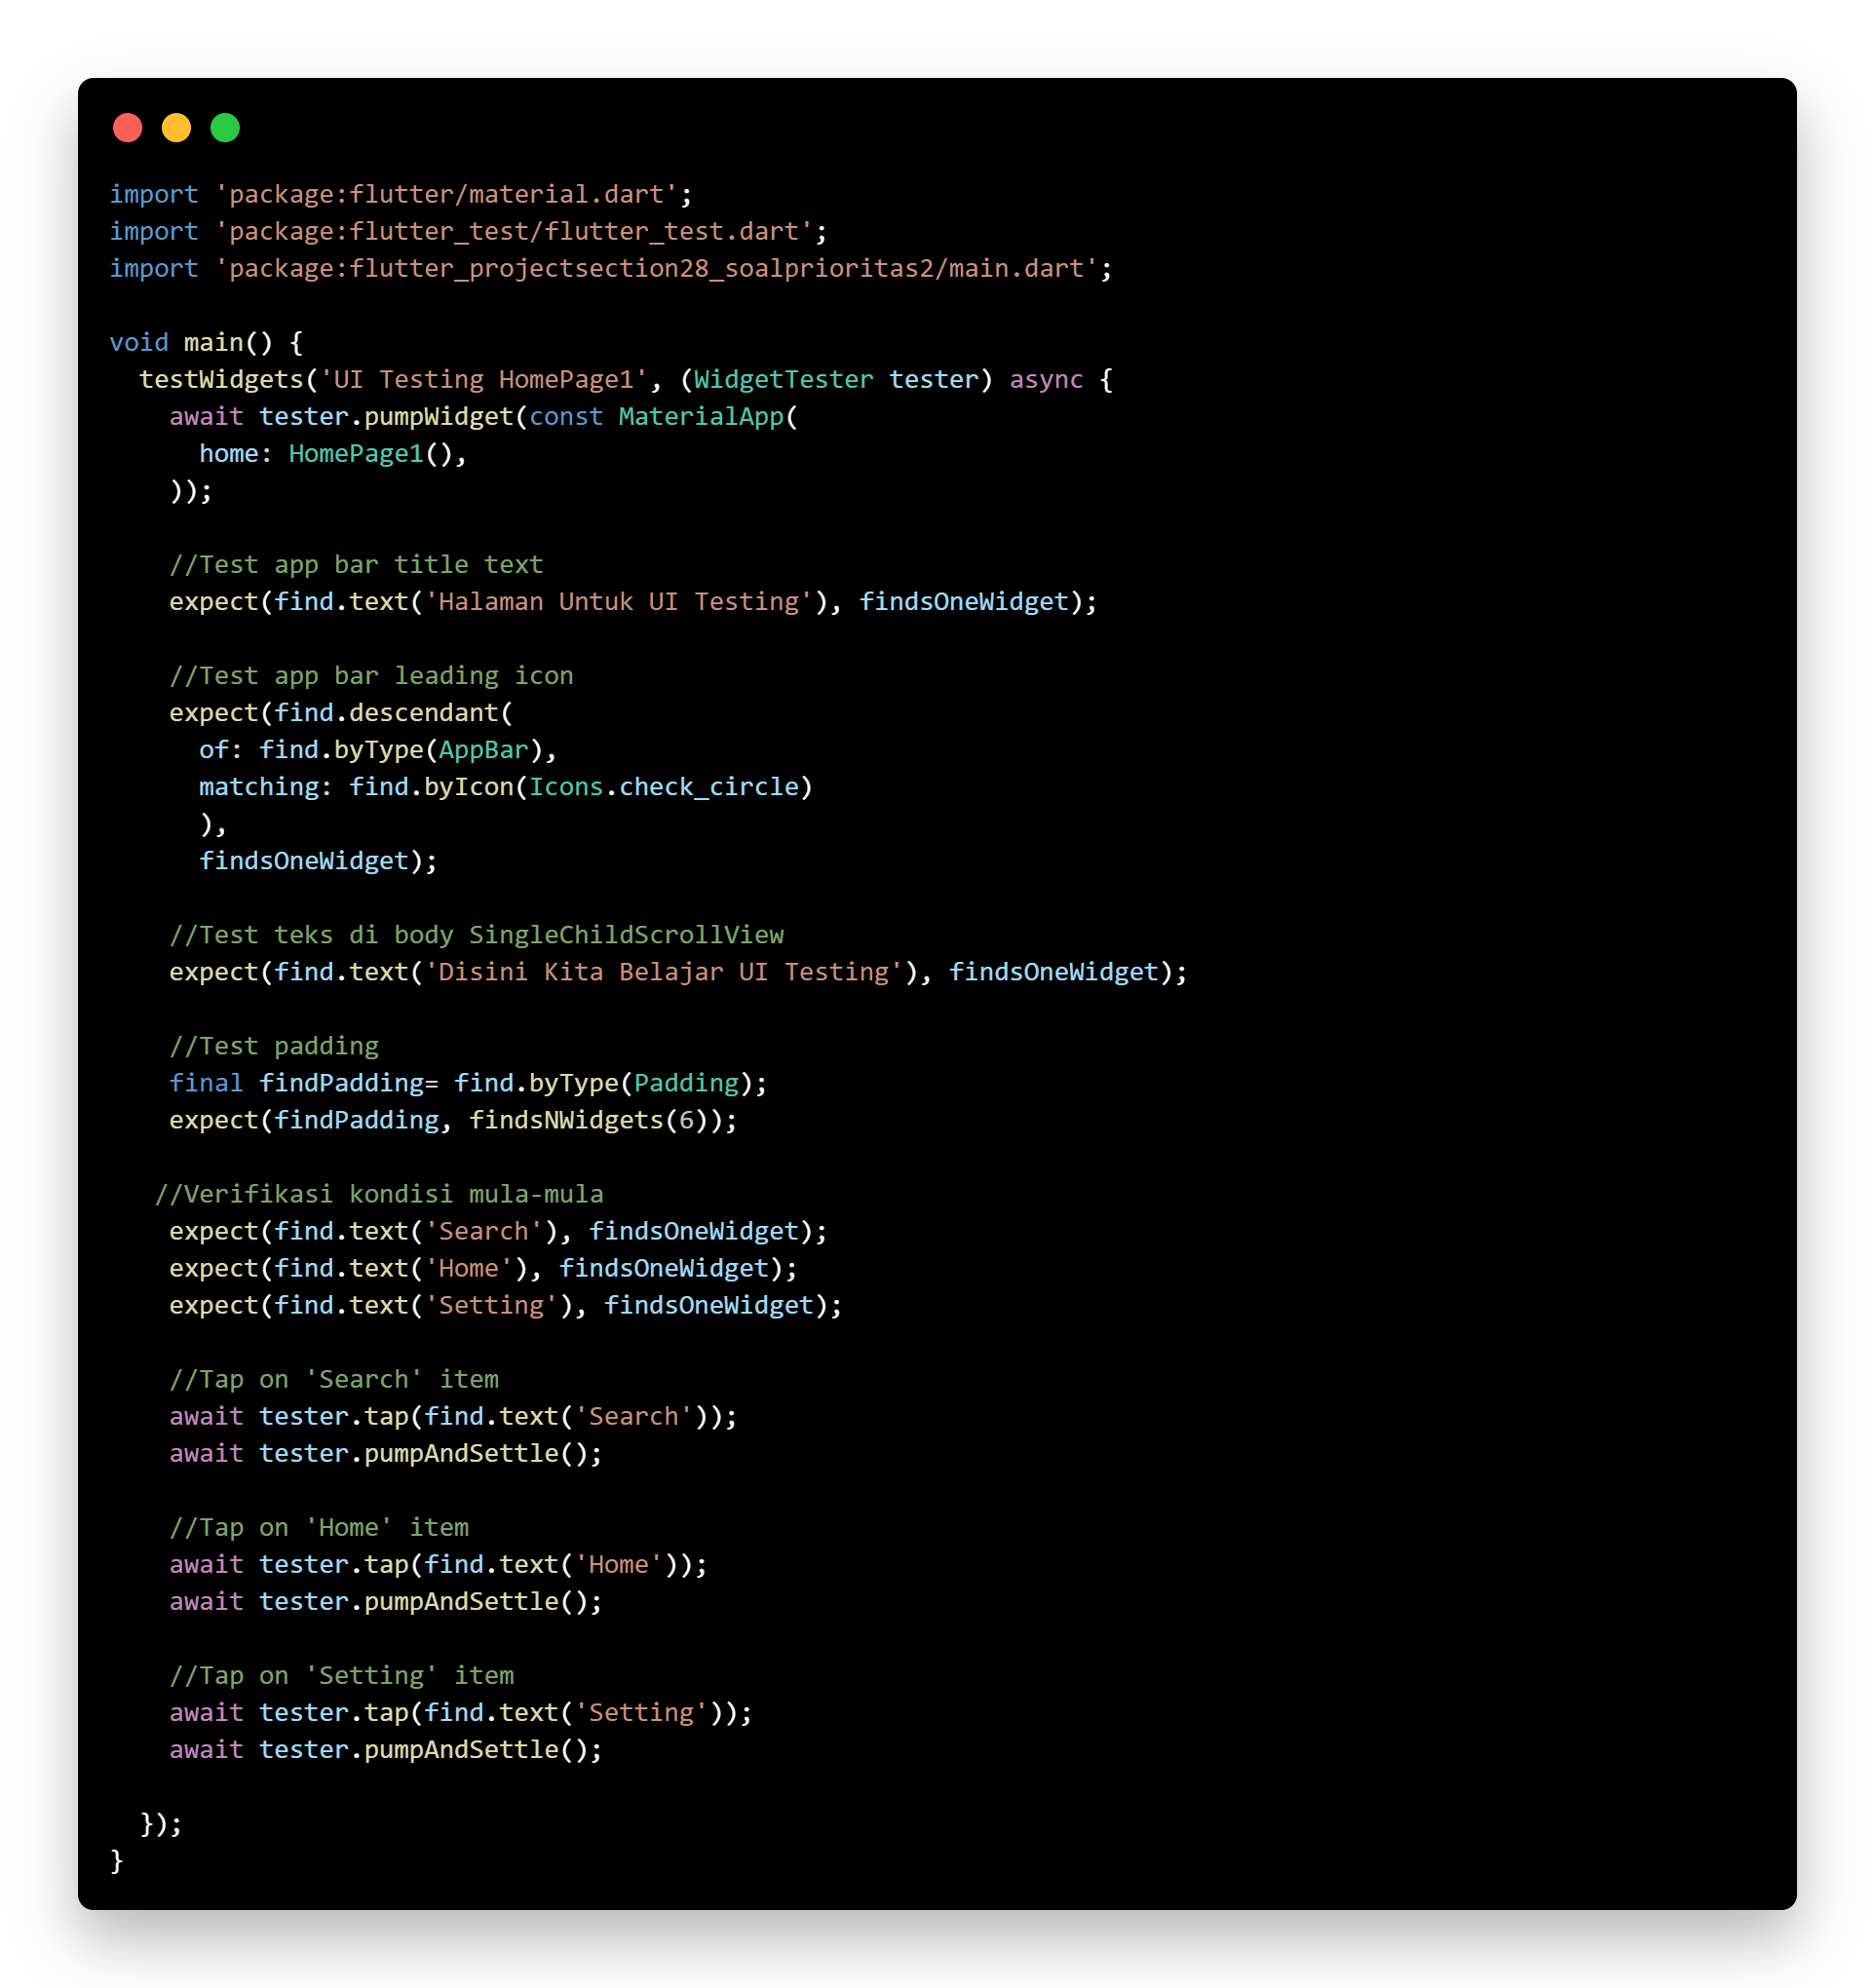 import 'package:flutter/material.dart';
import 'package:flutter_test/flutter_test.dart';
import 'package:flutter_projectsection28_soalprioritas2/main.dart';

void main() {
  testWidgets('UI Testing HomePage1', (WidgetTester tester) async {
    await tester.pumpWidget(const MaterialApp(
      home: HomePage1(),
    ));

    //Test app bar title text
    expect(find.text('Halaman Untuk UI Testing'), findsOneWidget);

    //Test app bar leading icon
    expect(find.descendant(
      of: find.byType(AppBar),
      matching: find.byIcon(Icons.check_circle)
      ),
      findsOneWidget);

    //Test teks di body SingleChildScrollView
    expect(find.text('Disini Kita Belajar UI Testing'), findsOneWidget);

    //Test padding
    final findPadding= find.byType(Padding);
    expect(findPadding, findsNWidgets(6));

   //Verifikasi kondisi mula-mula
    expect(find.text('Search'), findsOneWidget);
    expect(find.text('Home'), findsOneWidget);
    expect(find.text('Setting'), findsOneWidget);

    //Tap on 'Search' item
    await tester.tap(find.text('Search'));
    await tester.pumpAndSettle();

    //Tap on 'Home' item
    await tester.tap(find.text('Home'));
    await tester.pumpAndSettle();

    //Tap on 'Setting' item
    await tester.tap(find.text('Setting'));
    await tester.pumpAndSettle();

  });
}